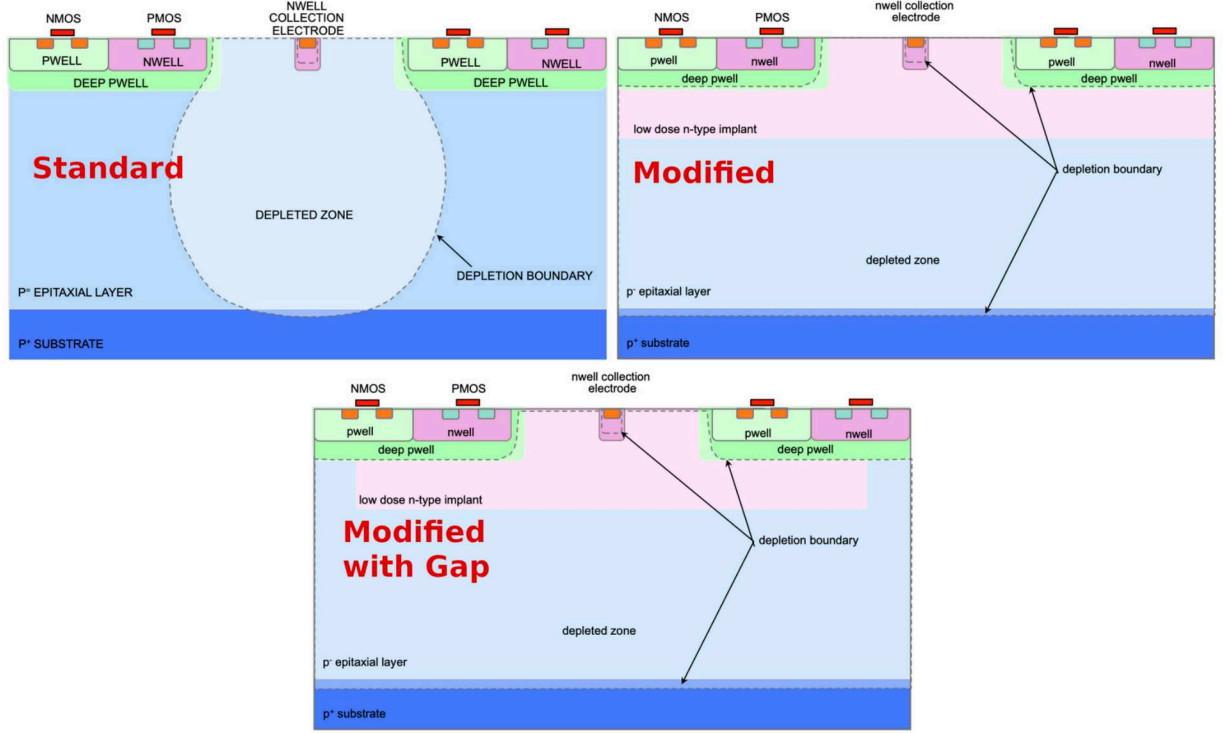 NMOS
PMOS
NWELL
COLLECTION
ELECTRODE
PWELL
NWELL
PWELL
NWELL
DEEP PWELL
DEEP PWELL
Standard
DEPLETED ZONE
DEPLETION BOUNDARY
P⁼ EPITAXIAL LAYER
P⁺ SUBSTRATE
NMOS
PMOS
nwell collection
electrode
pwell
nwell
pwell
nwell
deep pwell
deep pwell
low dose n-type implant
Modified
depletion boundary
depleted zone
p⁻ epitaxial layer
p⁺ substrate
NMOS
PMOS
nwell collection
electrode
pwell
nwell
pwell
nwell
deep pwell
deep pwell
low dose n-type implant
Modified
with Gap
depletion boundary
depleted zone
p⁻ epitaxial layer
p⁺ substrate